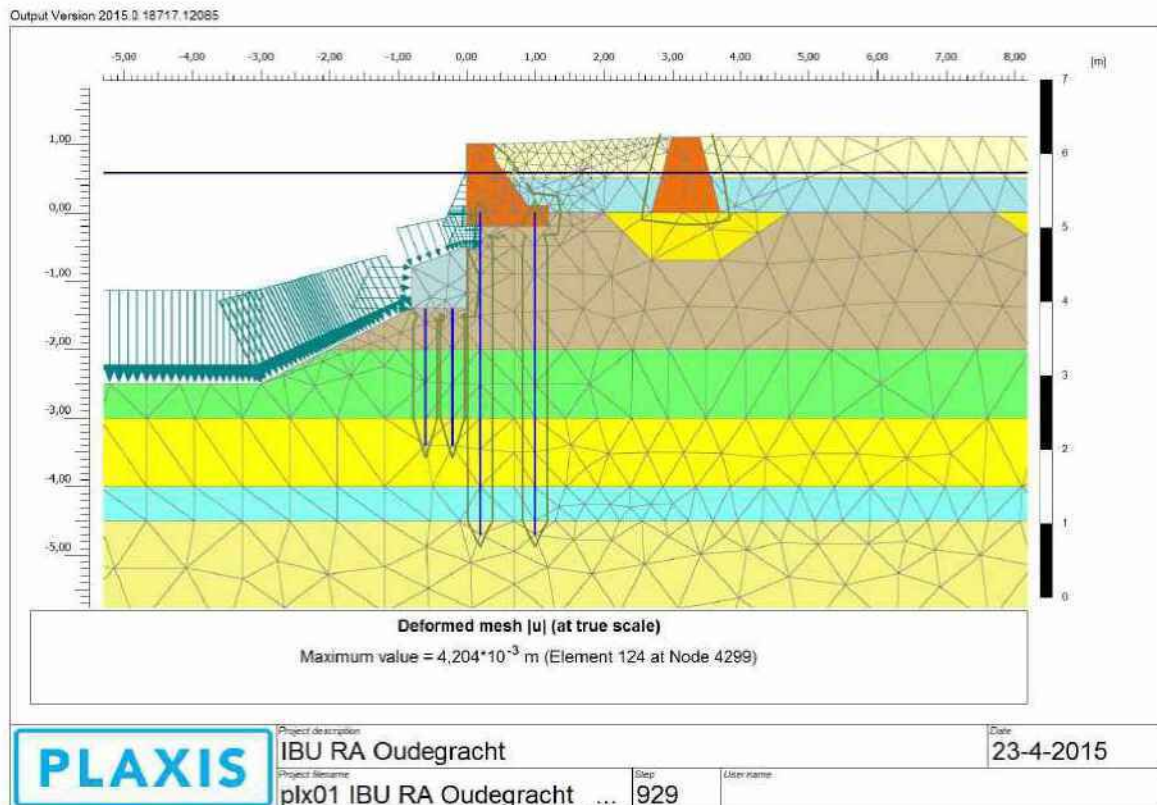 Output Version 2015.0.18717.12085
-5,00 -4,00 -3,00 -2,00 -1,00 0,00 1,00 2,00 3,00 4,00 5,00 6,00 7,00 8,00 [m]
7
1,00
6
0,00
5
-1,00
4
-2,00
3
-3,00
2
-4,00
1
-5,00
0
Deformed mesh |u| (at true scale)
Maximum value = 4,204*10-3 m (Element 124 at Node 4299)
PLAXIS
Project description
IBU RA Oudegracht
Date
23-4-2015
Project filename
plx01 IBU RA Oudegracht ...
Step
929
User name